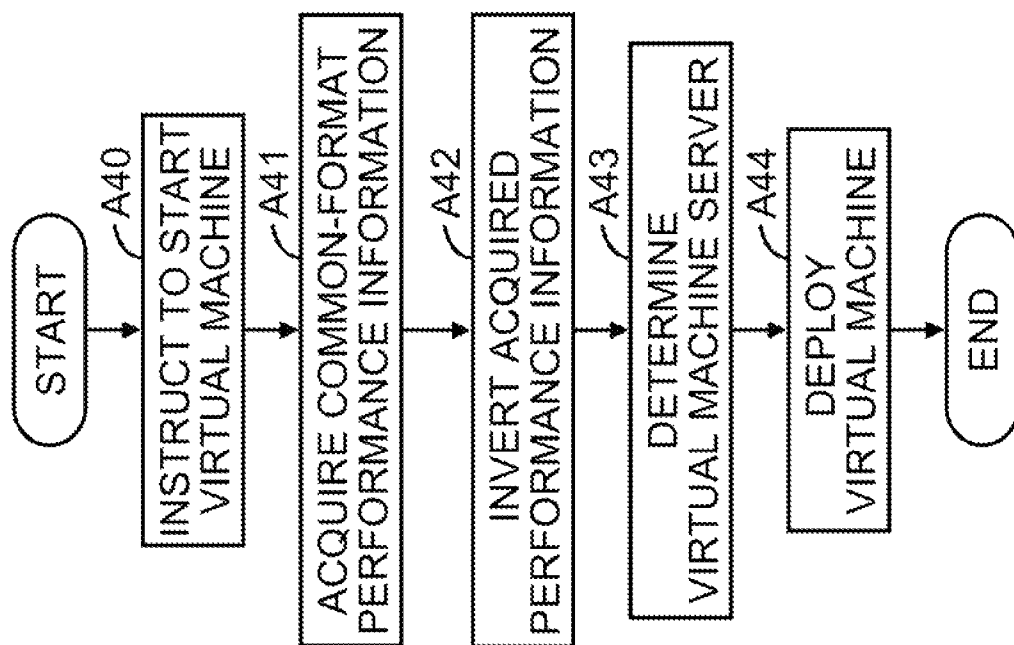 START
A40
INSTRUCT TO START
VIRTUAL MACHINE
A41
ACQUIRE COMMON-FORMAT
PERFORMANCE INFORMATION
A42
INVERT ACQUIRED
PERFORMANCE INFORMATION
A43
DETERMINE
VIRTUAL MACHINE SERVER
A44
DEPLOY
VIRTUAL MACHINE
END